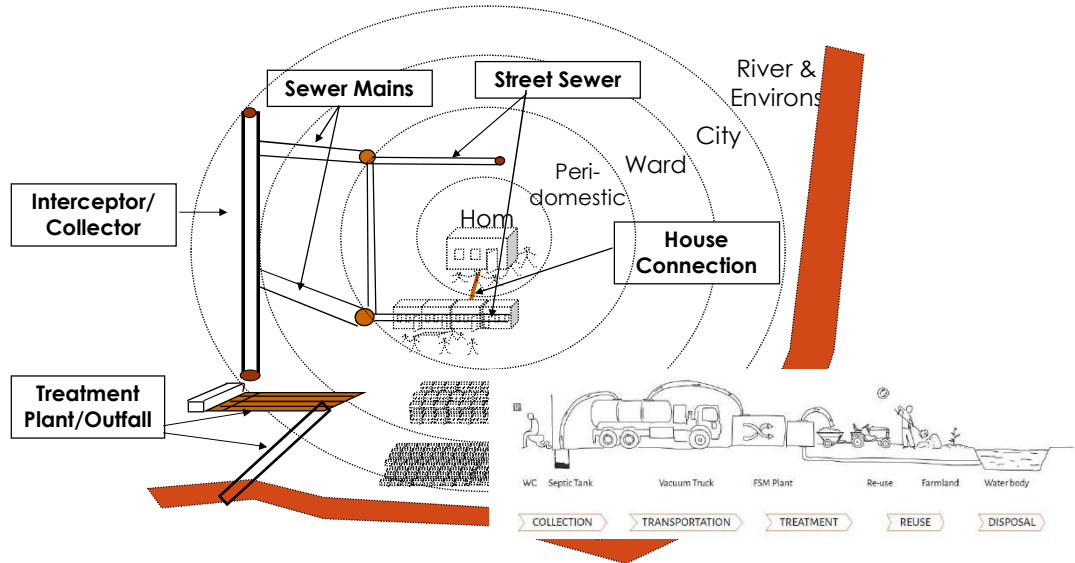 River &
Environs
Sewer Mains
Street Sewer
City
Ward
Peri-
domestic
Interceptor/
Collector
Hom
House
Connection
Treatment
Plant/Outfall
WC
Septic Tank
Vacuum Truck
FSM Plant
Re-use
Farmland
Water body
COLLECTION
TRANSPORTATION
TREATMENT
REUSE
DISPOSAL